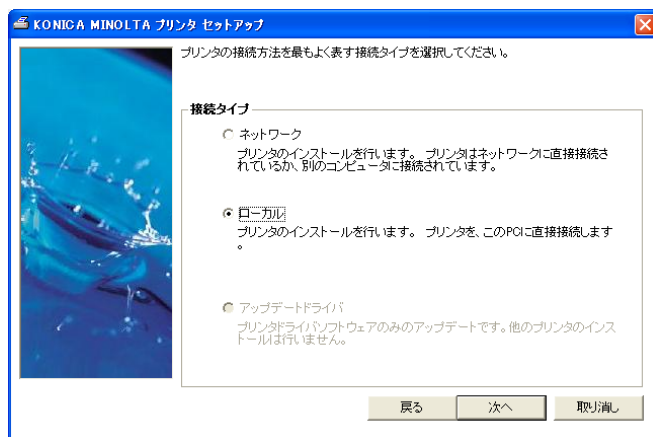 KONICA MINOLTA プリンタ セットアップ
プリンタの接続方法を最もよく表す接続タイプを選択してください。
接続タイプ
ネットワーク
プリンタのインストールを行います。 プリンタはネットワークに直接接続さ
れているか、別のコンピュータに接続されています。
ローカル
プリンタのインストールを行います。 プリンタを、このPCに直接接続します
。
アップデートドライバ
プリンタドライバソフトウェアのみのアップデートです。他のプリンタのインス
トールは行いません。
戻る
次へ
取り消し